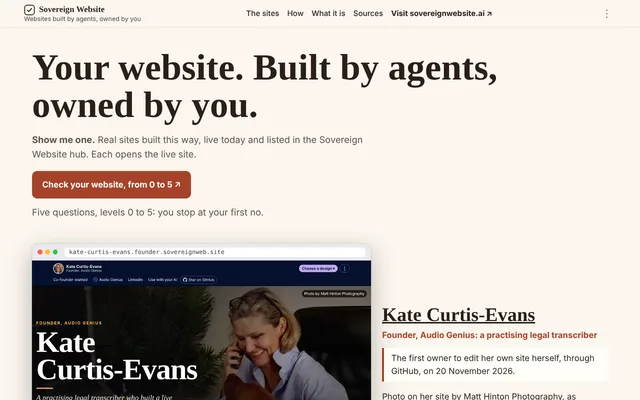 Sovereign Website
Websites built by agents, owned by you
The sites How What it is Sources Visit sovereignwebsite.ai ↗
Your website. Built by agents,
owned by you.
Show me one. Real sites built this way, live today and listed in the Sovereign
Website hub. Each opens the live site.
Check your website, from 0 to 5 ↗
Five questions, levels 0 to 5: you stop at your first no.
kate-curtis-evans.founder.sovereignweb.site
Kate Curtis-Evans
Founder, Audio Genius
Choose a design
Co-founder wanted Audio Genius LinkedIn Use with your AI Star on GitHub
Photo by Matt Hinton Photography
FOUNDER, AUDIO GENIUS
Kate
Curtis-Evans
A practising legal transcriber who built a live
Kate Curtis-Evans
Founder, Audio Genius: a practising legal transcriber
The first owner to edit her own site herself, through
GitHub, on 20 November 2026.
Photo on her site by Matt Hinton Photography, as